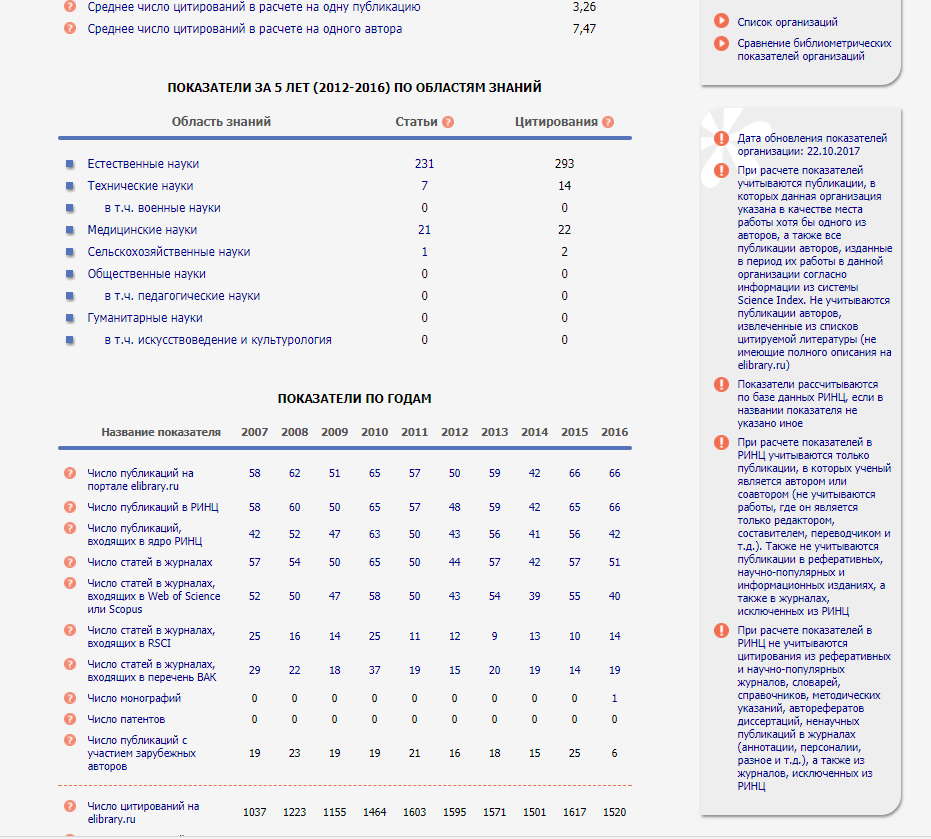 Среднее число цитирований в расчете на одну публикацию 3,26
Среднее число цитирований в расчете на одного автора 7,47
ПОКАЗАТЕЛИ ЗА 5 ЛЕТ (2012-2016) ПО ОБЛАСТЯМ ЗНАНИЙ
Область знаний Статьи ? Цитирования ?
Естественные науки 231 293
Технические науки 7 14
в т.ч. военные науки 0 0
Медицинские науки 21 22
Сельскохозяйственные науки 1 2
Общественные науки 0 0
в т.ч. педагогические науки 0 0
Гуманитарные науки 0 0
в т.ч. искусствоведение и культурология 0 0
ПОКАЗАТЕЛИ ПО ГОДАМ
Название показателя 2007 2008 2009 2010 2011 2012 2013 2014 2015 2016
Число публикаций на
портале elibrary.ru 58 62 51 65 57 50 59 42 66 66
Число публикаций в РИНЦ 58 60 50 65 57 48 59 42 65 66
Число публикаций,
входящих в ядро РИНЦ 42 52 47 63 50 43 56 41 56 42
Число статей в журналах 57 54 50 65 50 44 57 42 57 51
Число статей в журналах,
входящих в Web of Science 52 50 47 58 50 43 54 39 55 40
или Scopus
Число статей в журналах,
входящих в RSCI 25 16 14 25 11 12 9 13 10 14
Число статей в журналах,
входящих в перечень ВАК 29 22 18 37 19 15 20 19 14 19
Число монографий 0 0 0 0 0 0 0 0 0 1
Число патентов 0 0 0 0 0 0 0 0 0 0
Число публикаций с
участием зарубежных 19 23 19 19 21 16 18 15 25 6
авторов
Число цитирований на
elibrary.ru 1037 1223 1155 1464 1603 1595 1571 1501 1617 1520
Список организаций
Сравнение библиометрических
показателей организаций
Дата обновления показателей
организации: 22.10.2017
При расчете показателей
учитываются публикации, в
которых данная организация
указана в качестве места
работы хотя бы одного из
авторов, а также все
публикации авторов, изданные
в период их работы в данной
организации согласно
информации из системы
Science Index. Не учитываются
публикации авторов,
извлеченные из списков
цитируемой литературы (не
имеющие полного описания на
elibrary.ru)
Показатели рассчитываются
по базе данных РИНЦ, если в
названии показателя не
указано иное
При расчете показателей в
РИНЦ учитываются только
публикации, в которых ученый
является автором или
соавтором (не учитываются
работы, где он является
только редактором,
составителем, переводчиком и
т.д.). Также не учитываются
публикации в реферативных,
научно-популярных и
информационных изданиях, а
также в журналах,
исключенных из РИНЦ
При расчете показателей в
РИНЦ не учитываются
цитирования из реферативных
и научно-популярных
журналов, словарей,
справочников, методических
указаний, авторефератов
диссертаций, ненаучных
публикаций в журналах
(аннотации, персоналии,
разное и т.д.), а также из
журналов, исключенных из
РИНЦ